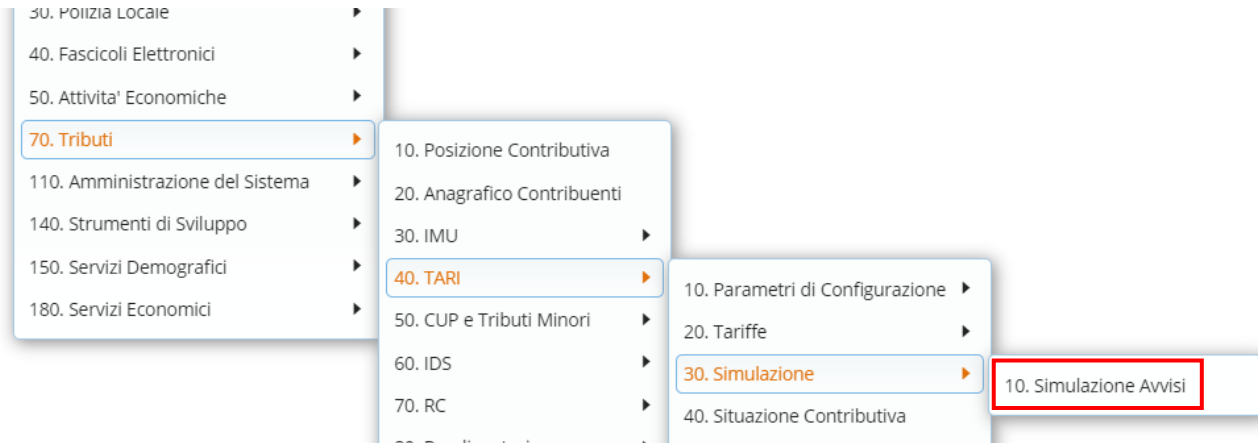 30. Polizia Locale
40. Fascicoli Elettronici
50. Attivita' Economiche
70. Tributi
110. Amministrazione del Sistema
140. Strumenti di Sviluppo
150. Servizi Demografici
180. Servizi Economici
10. Posizione Contributiva
20. Anagrafico Contribuenti
30. IMU
40. TARI
50. CUP e Tributi Minori
60. IDS
70. RC
10. Parametri di Configurazione
20. Tariffe
30. Simulazione
40. Situazione Contributiva
10. Simulazione Avvisi